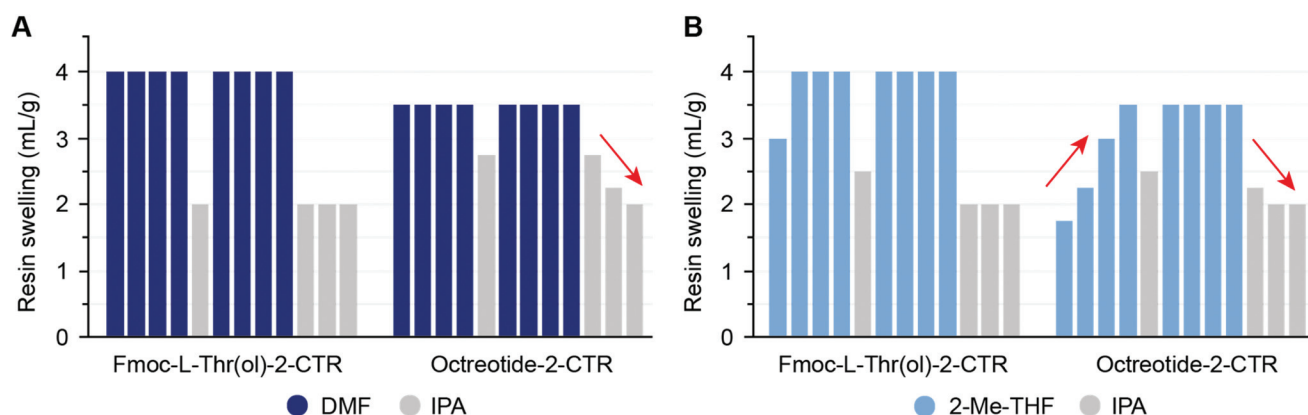 A
Resin swelling (mL/g)
4
3
2
1
0
Fmoc-L-Thr(ol)-2-CTR
Octreotide-2-CTR
DMF
IPA
B
Resin swelling (mL/g)
4
3
2
1
0
Fmoc-L-Thr(ol)-2-CTR
Octreotide-2-CTR
2-Me-THF
IPA